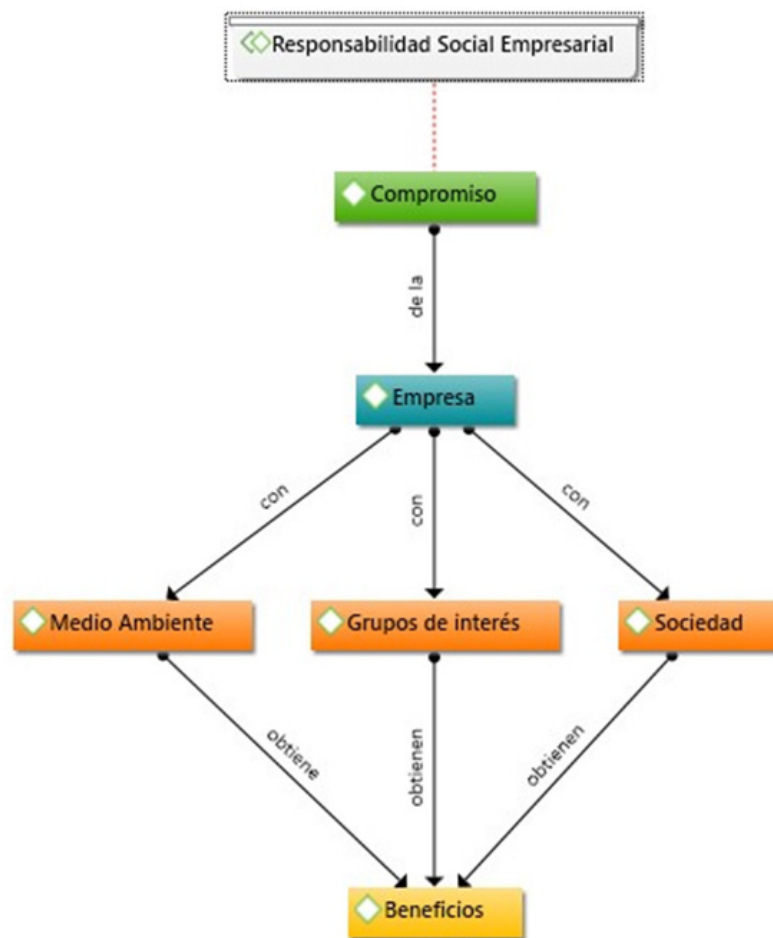 Responsabilidad Social Empresarial
Compromiso
de la
Empresa
con
con
con
Medio Ambiente
Grupos de interés
Sociedad
obtiene
obtienen
obtienen
Beneficios